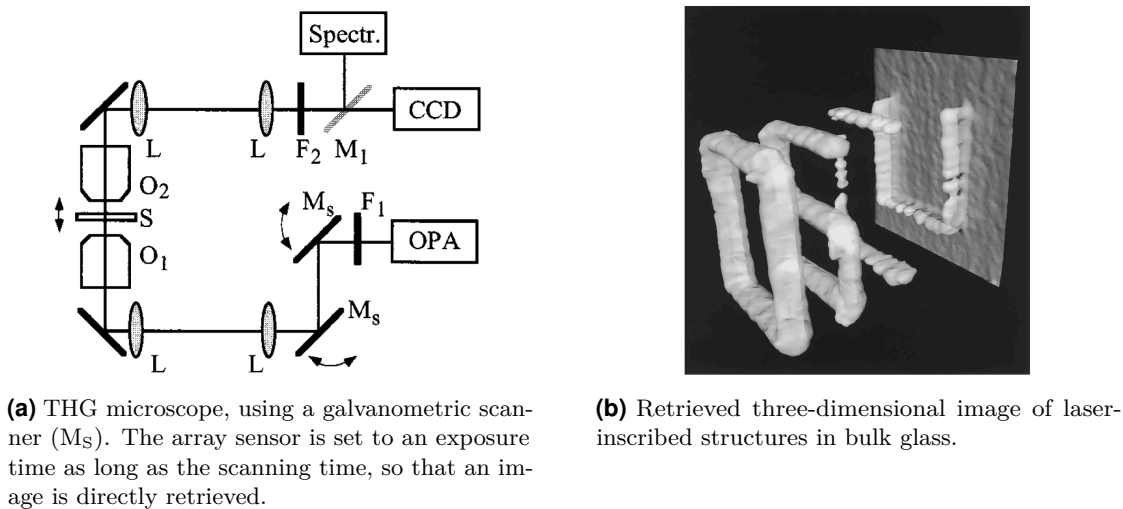 Spectr.
CCD
L
L
F2
M1
O2
S
O1
Ms
F1
OPA
Ms
L
L
(a) THG microscope, using a galvanometric scan-
ner (MS). The array sensor is set to an exposure
time as long as the scanning time, so that an im-
age is directly retrieved.
(b) Retrieved three-dimensional image of laser-
inscribed structures in bulk glass.